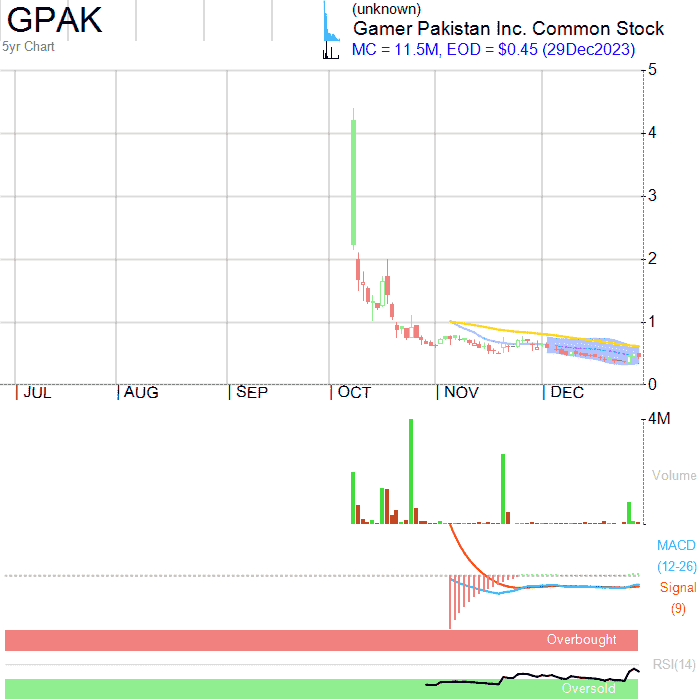 GPAK
(unknown)
Gamer Pakistan Inc. Common Stock
5yr Chart
MC = 11.5M, EOD = $0.45 (29Dec2023)
5
4
3
2
1
0
JUL AUG SEP OCT NOV DEC
4M
Volume
MACD
(12-26)
Signal
(9)
Overbought
RSI(14)
Oversold